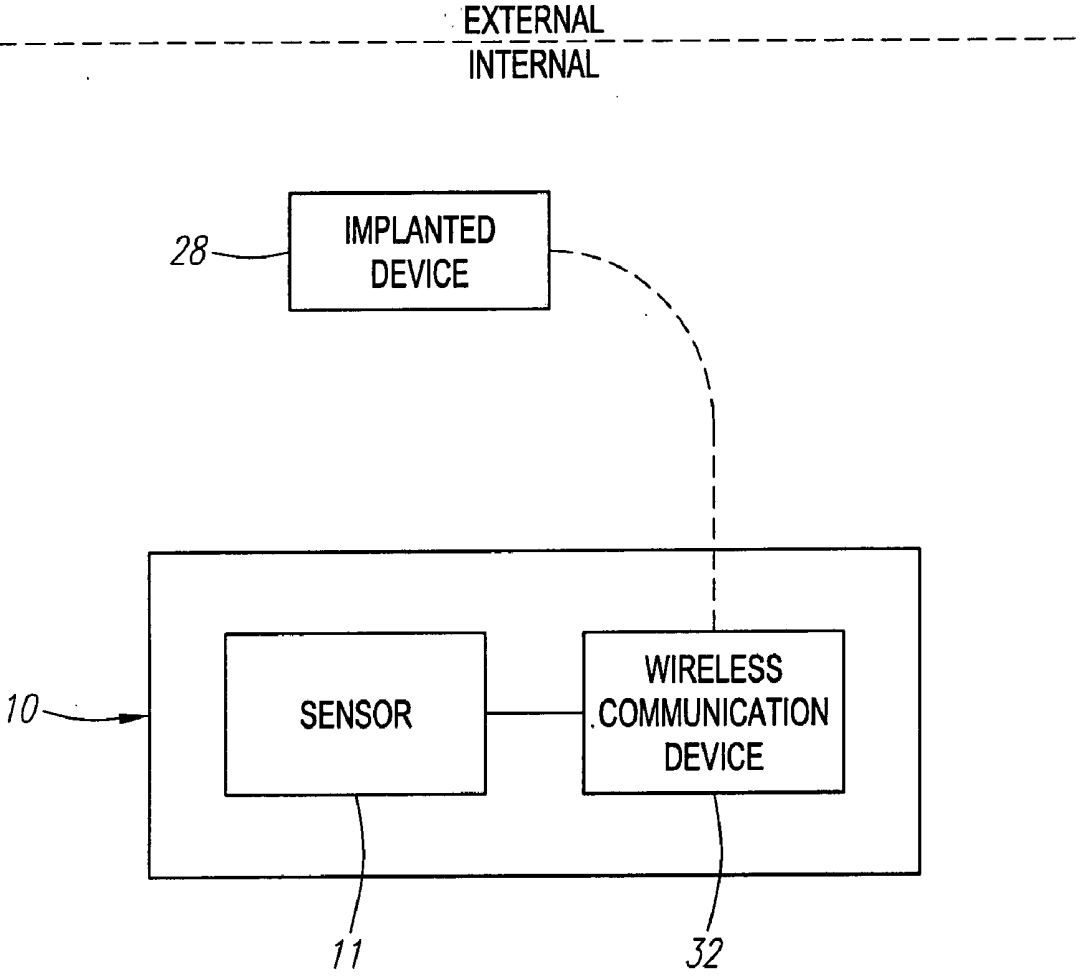 EXTERNAL
INTERNAL
IMPLANTED
DEVICE
28
10
SENSOR
WIRELESS
COMMUNICATION
DEVICE
11
32